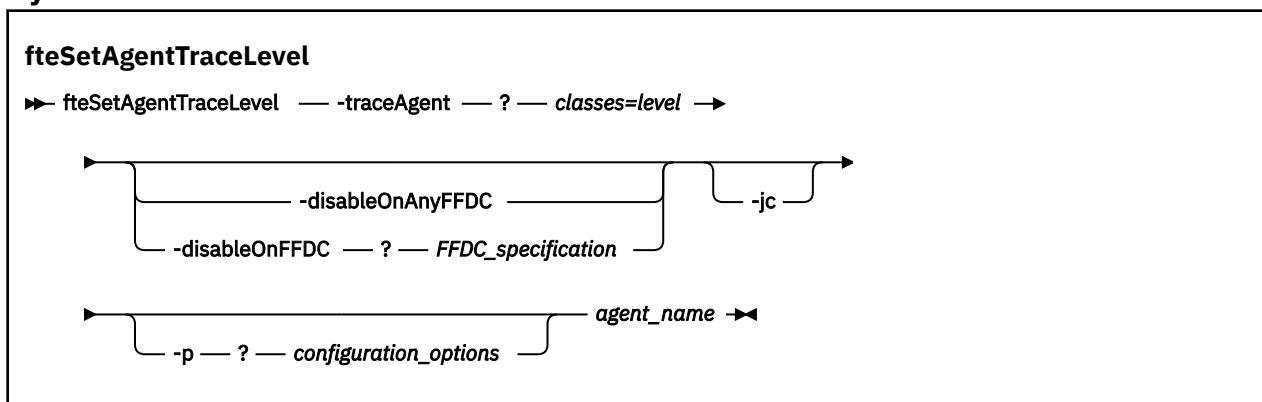 fteSetAgentTraceLevel
fteSetAgentTraceLevel -traceAgent ? classes=level
-disableOnAnyFFDC
-jc
-disableOnFFDC ? FFDC_specification
agent_name
-p ? configuration_options